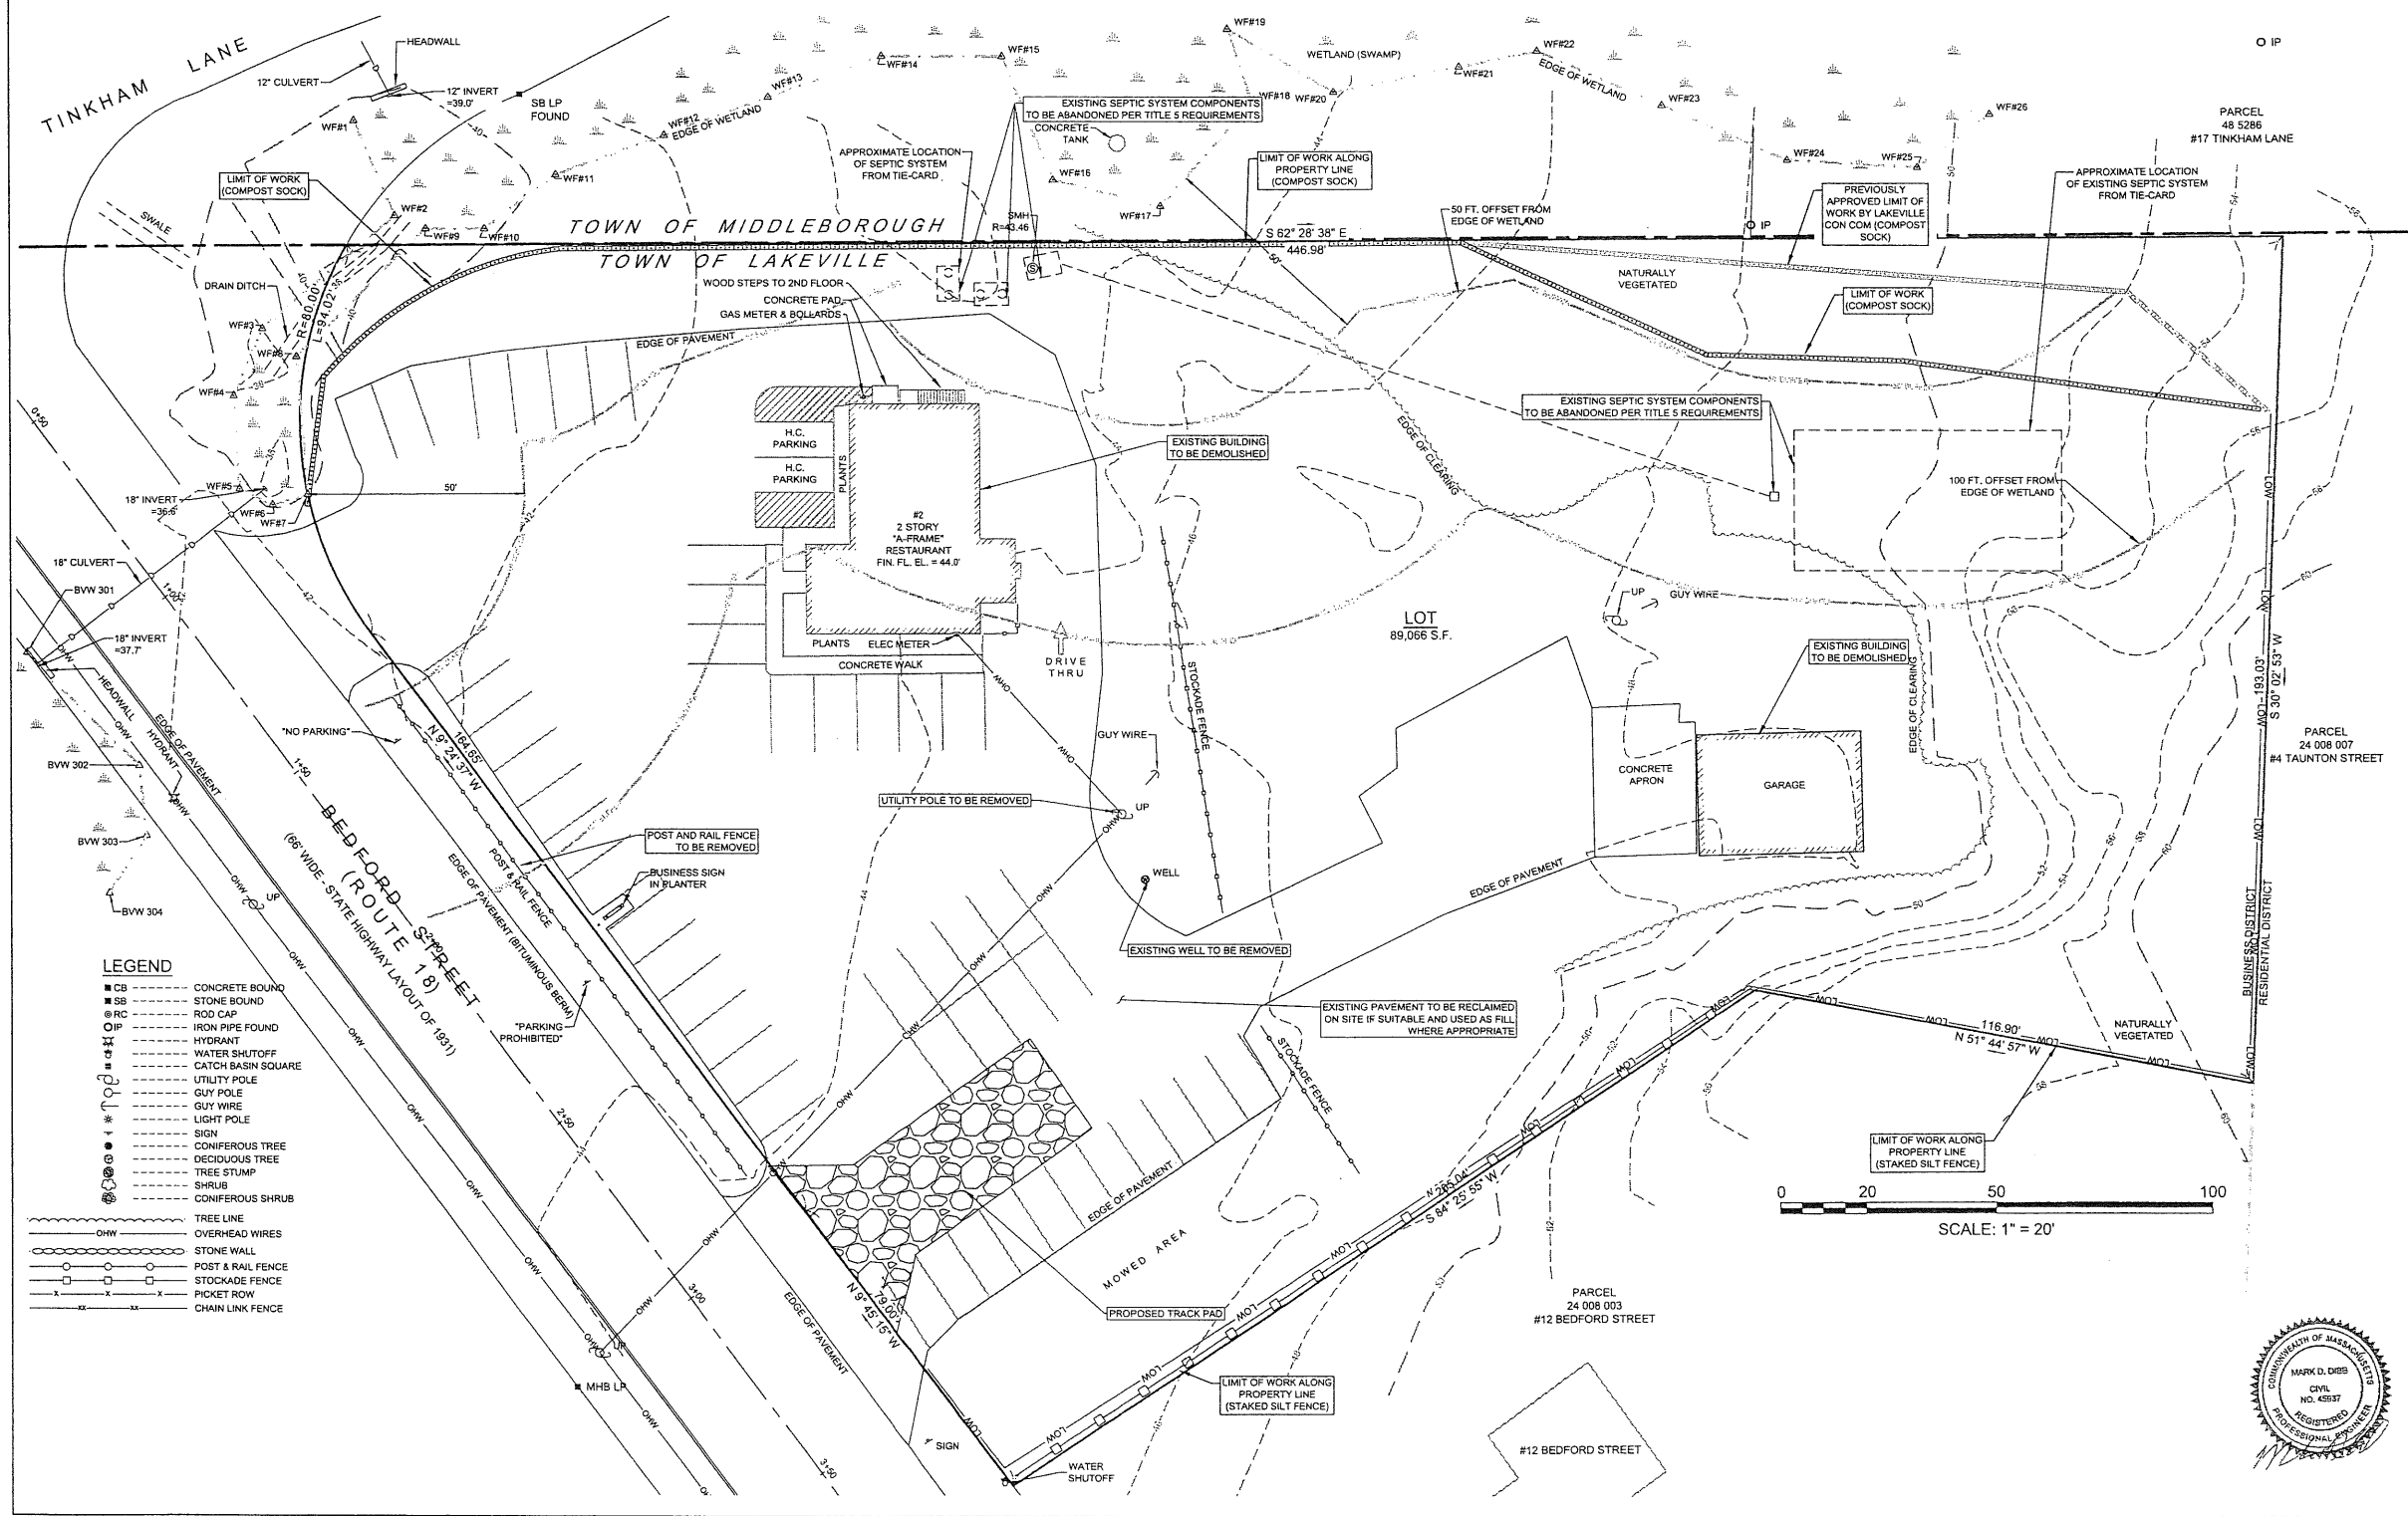 TINKHAM LANE
HEADWALL
12" CULVERT
12" INVERT
=39.0'
SB LP
FOUND
WF#1
WF#2
WF#3
WF#4
WF#5
WF#6
WF#7
WF#8
WF#9
WF#10
WF#11
WF#12
WF#13
WF#14
WF#15
WF#16
WF#17
WF#18
WF#19
WF#20
WF#21
WF#22
WF#23
WF#24
WF#25
WF#26
EDGE OF WETLAND
WETLAND (SWAMP)
EDGE OF WETLAND
IP
PARCEL
48 5286
#17 TINKHAM LANE
EXISTING SEPTIC SYSTEM COMPONENTS
TO BE ABANDONED PER TITLE 5 REQUIREMENTS
CONCRETE
TANK
APPROXIMATE LOCATION
OF SEPTIC SYSTEM
FROM TIE-CARD
LIMIT OF WORK ALONG
PROPERTY LINE
(COMPOST SOCK)
LIMIT OF WORK
(COMPOST SOCK)
SWALE
PREVIOUSLY
APPROVED LIMIT OF
WORK BY LAKEVILLE
CON COM (COMPOST
SOCK)
APPROXIMATE LOCATION
OF EXISTING SEPTIC SYSTEM
FROM TIE-CARD
SMH
R=43.46
50 FT. OFFSET FROM
EDGE OF WETLAND
IP
TOWN OF MIDDLEBOROUGH
TOWN OF LAKEVILLE
S 62° 28' 38" E
446.98'
50'
NATURALLY
VEGETATED
LIMIT OF WORK
(COMPOST SOCK)
DRAIN DITCH
R=80.00'
L=94.02'
WOOD STEPS TO 2ND FLOOR
CONCRETE PAD
GAS METER & BOLLARDS
EDGE OF PAVEMENT
H.C.
PARKING
H.C.
PARKING
PLANTS
EXISTING BUILDING
TO BE DEMOLISHED
EDGE OF CLEARING
EXISTING SEPTIC SYSTEM COMPONENTS
TO BE ABANDONED PER TITLE 5 REQUIREMENTS
100 FT. OFFSET FROM
EDGE OF WETLAND
50'
0+50
18" INVERT
=36.6'
18" CULVERT
BVW 301
18" INVERT
=37.7'
HEADWALL
HYDRANT
EDGE OF PAVEMENT
1+00
#2
2 STORY
"A-FRAME"
RESTAURANT
FIN. FL. EL. = 44.0'
PLANTS
ELEC METER
CONCRETE WALK
DRIVE
THRU
STOCKADE FENCE
LOT
89,066 S.F.
UP
GUY WIRE
EXISTING BUILDING
TO BE DEMOLISHED
EDGE OF CLEARING
LOW
193.03'
S 30° 02' 53" W
PARCEL
24 008 007
#4 TAUNTON STREET
"NO PARKING"
N 9° 24' 37" W
164.65'
BVW 302
BVW 303
BVW 304
1+50
GUY WIRE
UTILITY POLE TO BE REMOVED
UP
OHW
CONCRETE
APRON
GARAGE
BEDFORD STREET
(ROUTE 18)
(66' WIDE - STATE HIGHWAY LAYOUT OF 1931)
EDGE OF PAVEMENT (BITUMINOUS BERM)
POST & RAIL FENCE
POST AND RAIL FENCE
TO BE REMOVED
BUSINESS SIGN
IN PLANTER
WELL
EXISTING WELL TO BE REMOVED
EDGE OF PAVEMENT
UP
2+00
"PARKING
PROHIBITED"
EXISTING PAVEMENT TO BE RECLAIMED
ON SITE IF SUITABLE AND USED AS FILL
WHERE APPROPRIATE
STOCKADE FENCE
BUSINESS DISTRICT
RESIDENTIAL DISTRICT
116.90'
N 51° 44' 57" W
NATURALLY
VEGETATED
LEGEND
CB CONCRETE BOUND
SB STONE BOUND
RC ROD CAP
IP IRON PIPE FOUND
HYDRANT
WATER SHUTOFF
CATCH BASIN SQUARE
UTILITY POLE
GUY POLE
GUY WIRE
LIGHT POLE
SIGN
CONIFEROUS TREE
DECIDUOUS TREE
TREE STUMP
SHRUB
CONIFEROUS SHRUB
TREE LINE
OHW OVERHEAD WIRES
STONE WALL
POST & RAIL FENCE
STOCKADE FENCE
X X X PICKET ROW
XX XX CHAIN LINK FENCE
2+50
3+00
3+50
EDGE OF PAVEMENT
MOWED AREA
S 84° 25' 55" W
LIMIT OF WORK ALONG
PROPERTY LINE
(STAKED SILT FENCE)
0 20 50 100
SCALE: 1" = 20'
PROPOSED TRACK PAD
79.00'
N 9° 45' 15" W
EDGE OF PAVEMENT
UP
MHB LP
PARCEL
24 008 003
#12 BEDFORD STREET
LIMIT OF WORK ALONG
PROPERTY LINE
(STAKED SILT FENCE)
SIGN
WATER
SHUTOFF
#12 BEDFORD STREET
COMMONWEALTH OF MASSACHUSETTS
MARK D. DIBB
CIVIL
NO. 45937
REGISTERED
PROFESSIONAL ENGINEER